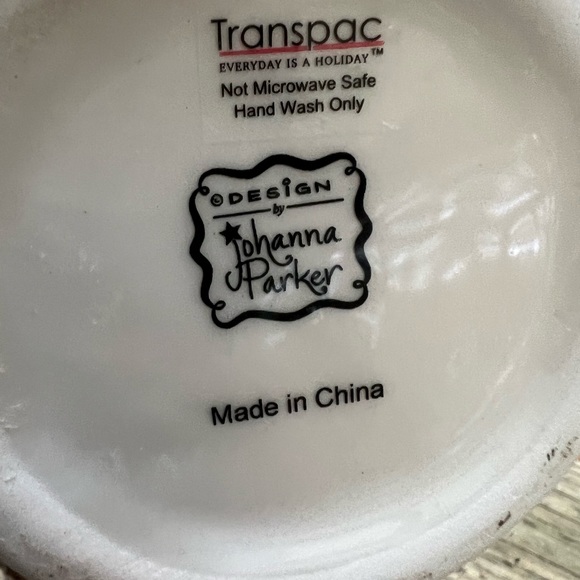 Transpac
EVERYDAY IS A HOLIDAY™
Not Microwave Safe
Hand Wash Only
© DESIGN
by
Johanna
Parker
Made in China